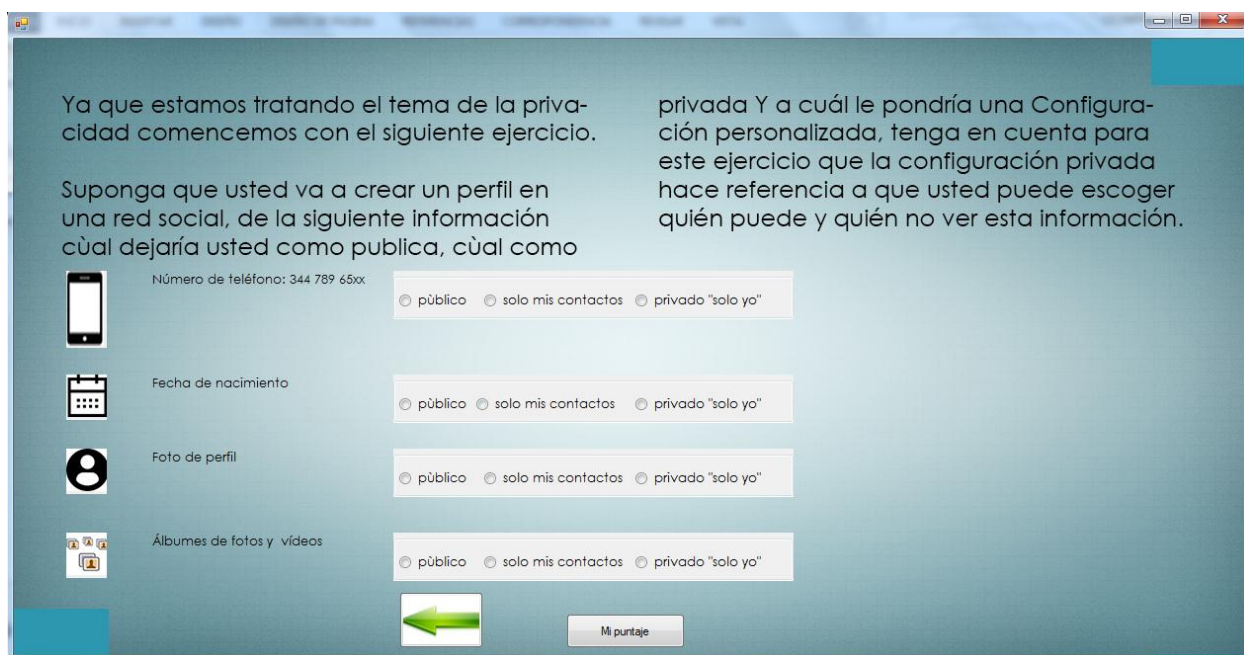 Ya que estamos tratando el tema de la priva-
cidad comencemos con el siguiente ejercicio.
Suponga que usted va a crear un perfil en
una red social, de la siguiente información
cùal dejaría usted como publica, cùal como
privada Y a cuál le pondría una Configura-
ción personalizada, tenga en cuenta para
este ejercicio que la configuración privada
hace referencia a que usted puede escoger
quién puede y quién no ver esta información.
Número de teléfono: 344 789 65xx
pùblico solo mis contactos privado "solo yo"
Fecha de nacimiento
pùblico solo mis contactos privado "solo yo"
Foto de perfil
pùblico solo mis contactos privado "solo yo"
Álbumes de fotos y vídeos
pùblico solo mis contactos privado "solo yo"
Mi puntaje